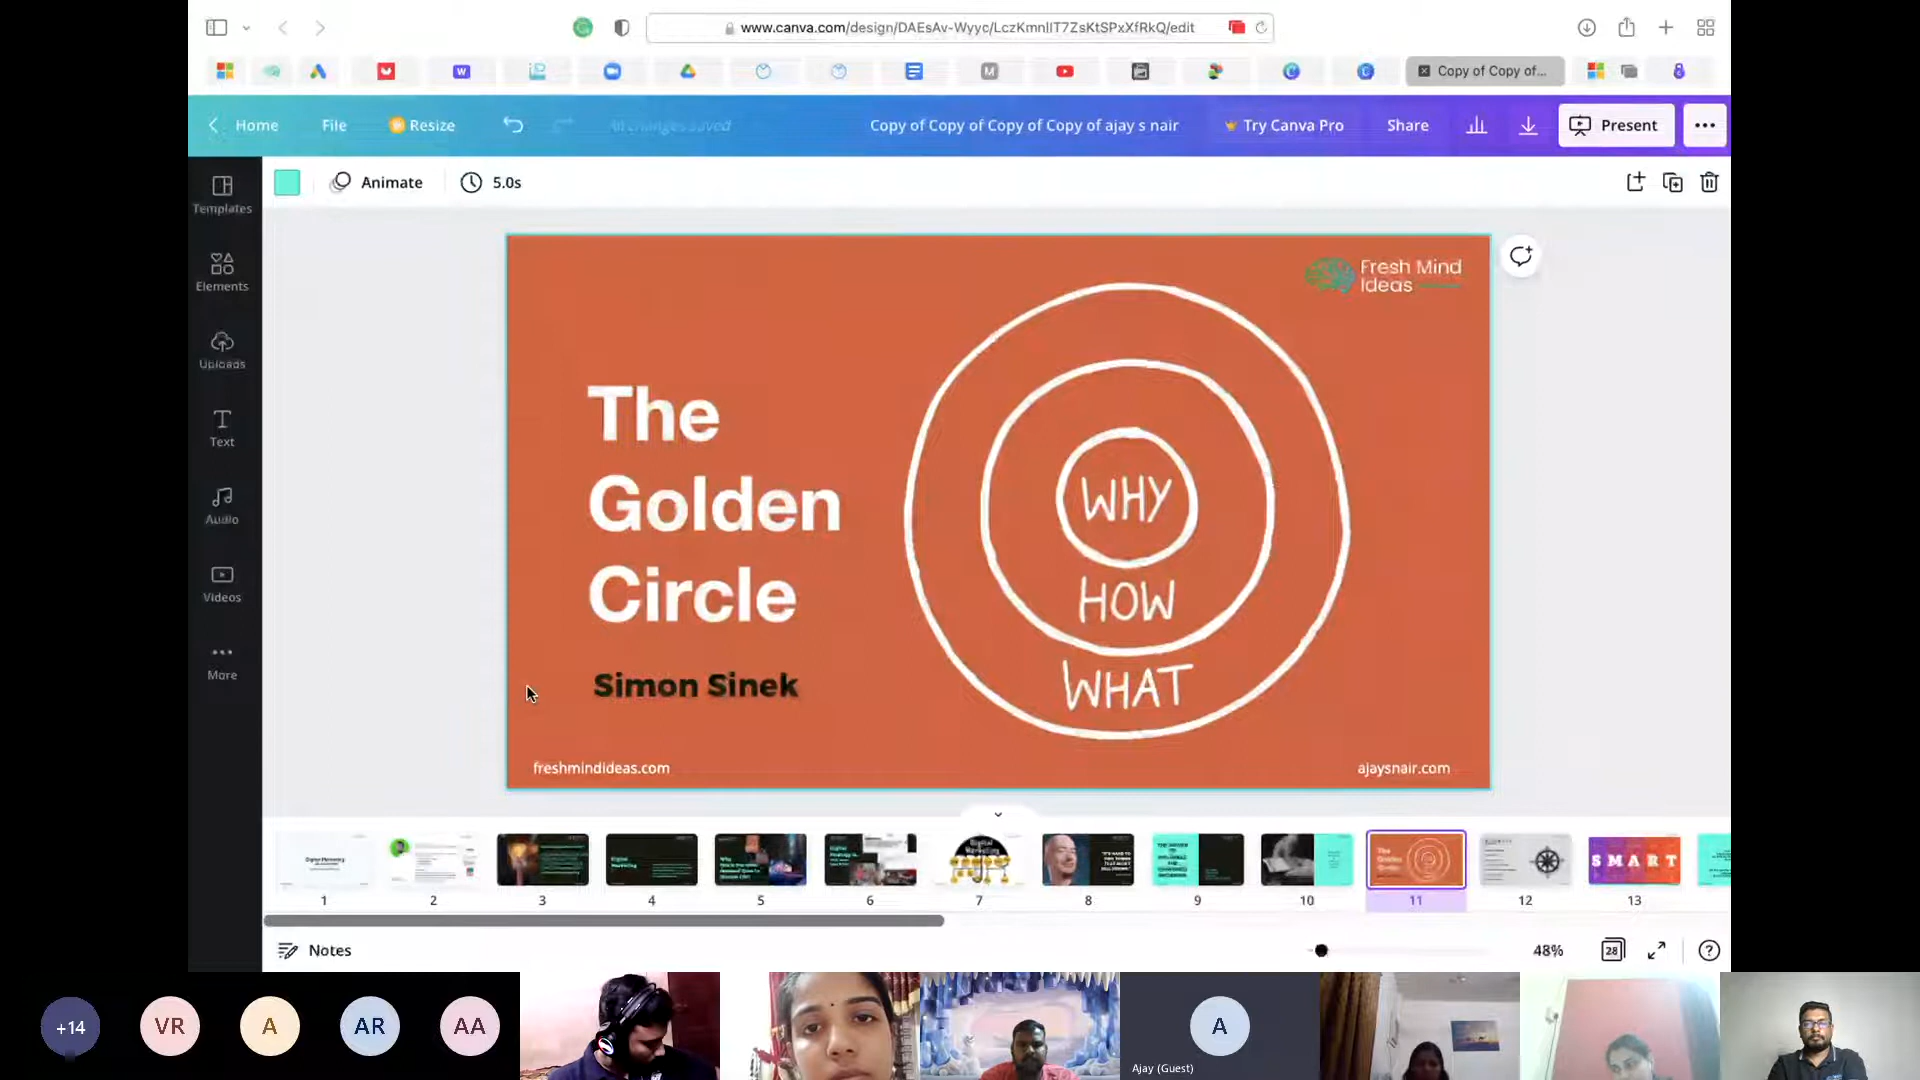 www.canva.com/design/DAEsAv-Wyyc/LczKmnlIT7ZsKtSPxXfRkQ/edit
Copy of Copy of...
Home
File
Resize
All changes saved
Copy of Copy of Copy of Copy of ajay s nair
Try Canva Pro
Share
Present
Templates
Elements
Uploads
Text
Audio
Videos
More
Animate
5.0s
Fresh Mind
Ideas
The
Golden
Circle
Simon Sinek
WHY
HOW
WHAT
freshmindideas.com
ajaysnair.com
SMART
1
2
3
4
5
6
7
8
9
10
11
12
13
Notes
48%
28
+14
VR
A
AR
AA
A
Ajay (Guest)